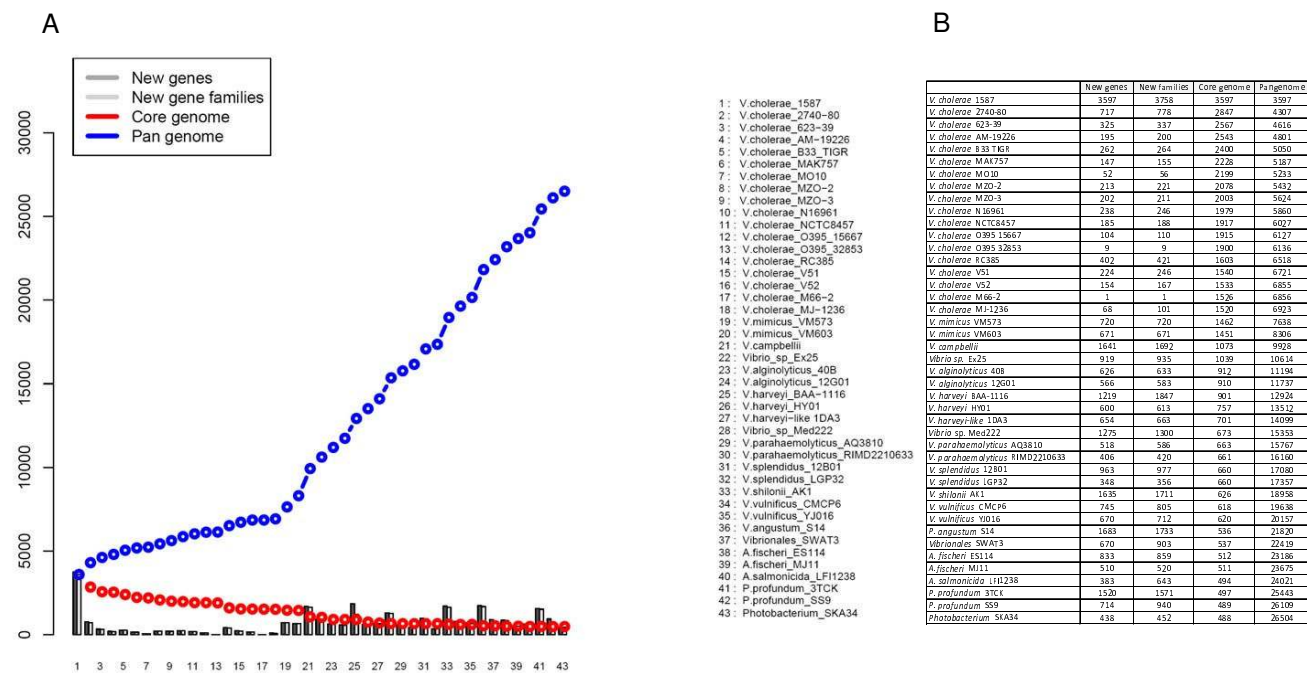 A
B
New genes
New gene families
Core genome
Pan genome
30000
25000
20000
15000
10000
5000
0
1 3 5 7 9 11 13 15 17 19 21 23 25 27 29 31 33 35 37 39 41 43
1 : V.cholerae_1587
2 : V.cholerae_2740-80
3 : V.cholerae_623-39
4 : V.cholerae_AM-19226
5 : V.cholerae_B33_TIGR
6 : V.cholerae_MAK757
7 : V.cholerae_MO10
8 : V.cholerae_MZO-2
9 : V.cholerae_MZO-3
10 : V.cholerae_N16961
11 : V.cholerae_NCTC8457
12 : V.cholerae_O395_15667
13 : V.cholerae_O395_32853
14 : V.cholerae_RC385
15 : V.cholerae_V51
16 : V.cholerae_V52
17 : V.cholerae_M66-2
18 : V.cholerae_MJ-1236
19 : V.mimicus_VM573
20 : V.mimicus_VM603
21 : V.campbellii
22 : Vibrio_sp_Ex25
23 : V.alginolyticus_40B
24 : V.alginolyticus_12G01
25 : V.harveyi_BAA-1116
26 : V.harveyi_HY01
27 : V.harveyi-like 1DA3
28 : Vibrio_sp_Med222
29 : V.parahaemolyticus_AQ3810
30 : V.parahaemolyticus_RIMD2210633
31 : V.splendidus_12B01
32 : V.splendidus_LGP32
33 : V.shilonii_AK1
34 : V.vulnificus_CMCP6
35 : V.vulnificus_YJ016
36 : V.angustum_S14
37 : Vibrionales_SWAT3
38 : A.fischeri_ES114
39 : A.fischeri_MJ11
40 : A.salmonicida_LFI1238
41 : P.profundum_3TCK
42 : P.profundum_SS9
43 : Photobacterium_SKA34
New genes New families Core genome Pangenome
V. cholerae 1587 3597 3758 3597 3597
V. cholerae 2740-80 717 778 2847 4307
V. cholerae 623-39 325 337 2567 4616
V. cholerae AM-19226 195 200 2543 4801
V. cholerae B33 TIGR 262 264 2400 5050
V. cholerae MAK757 147 155 2228 5187
V. cholerae MO10 52 56 2199 5233
V. cholerae MZO-2 213 221 2078 5432
V. cholerae MZO-3 202 211 2003 5624
V. cholerae N16961 238 246 1979 5860
V. cholerae NCTC8457 185 188 1917 6027
V. cholerae O395 15667 104 110 1915 6127
V. cholerae O395 32853 9 9 1900 6136
V. cholerae RC385 402 421 1603 6518
V. cholerae V51 224 246 1540 6721
V. cholerae V52 154 167 1533 6855
V. cholerae M66-2 1 1 1526 6856
V. cholerae MJ-1236 68 101 1520 6923
V. mimicus VM573 720 720 1462 7638
V. mimicus VM603 671 671 1451 8306
V. campbellii 1641 1692 1073 9928
Vibrio sp. Ex25 919 935 1039 10614
V. alginolyticus 40B 626 633 912 11194
V. alginolyticus 12G01 566 583 910 11737
V. harveyi BAA-1116 1219 1847 901 12924
V. harveyi HY01 600 613 757 13512
V. harveyi-like 1DA3 654 663 701 14099
Vibrio sp. Med222 1275 1300 673 15353
V. parahaemolyticus AQ3810 518 586 663 15767
V. parahaemolyticus RIMD2210633 406 420 661 16160
V. splendidus 12B01 963 977 660 17080
V. splendidus LGP32 348 356 660 17357
V. shilonii AK1 1635 1711 626 18958
V. vulnificus CMCP6 745 805 618 19638
V. vulnificus YJ016 670 712 620 20157
P. angustum S14 1683 1733 536 21820
Vibrionales SWAT3 670 903 537 22419
A. fischeri ES114 833 859 512 23186
A.fischeri MJ11 510 520 511 23675
A. salmonicida LFI1238 383 643 494 24021
P.profundum 3TCK 1520 1571 497 25443
P. profundum SS9 714 940 489 26109
Photobacterium SKA34 438 452 488 26504